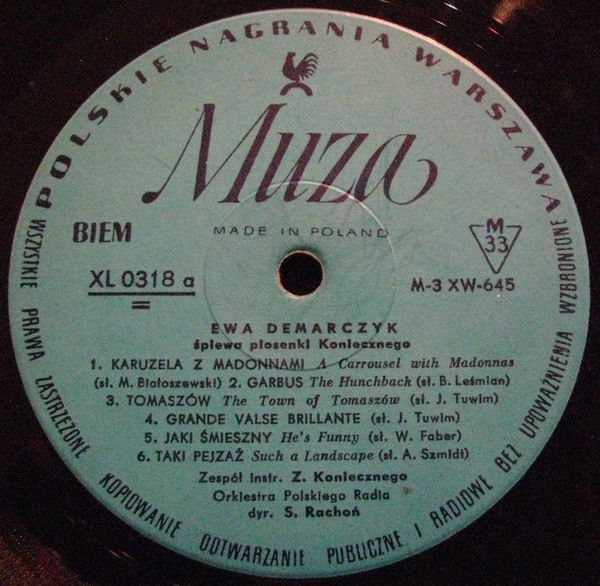 POLSKIE NAGRANIA WARSZAWA
Muza
BIEM
MADE IN POLAND
M
33
XL 0318 a
M-3 XW-645
EWA DEMARCZYK
śpiewa piosenki Koniecznego
1. KARUZELA Z MADONNAMI A Carrousel with Madonnas
(sł. M. Białoszewski) 2. GARBUS The Hunchback (sł. B. Leśmian)
3. TOMASZÓW The Town of Tomaszów (sł. J. Tuwim)
4. GRANDE VALSE BRILLANTE (sł. J. Tuwim)
5. JAKI ŚMIESZNY He's Funny (sł. W. Faber)
6. TAKI PEJZAŻ Such a Landscape (sł. A. Szmidt)
Zespół Instr. Z. Koniecznego
Orkiestra Polskiego Radia
dyr. S. Rachoń
WSZYSTKIE PRAWA ZASTRZEŻONE KOPIOWANIE ODTWARZANIE PUBLICZNE I RADIOWE BEZ UPOWAŻNIENIA WZBRONIONE